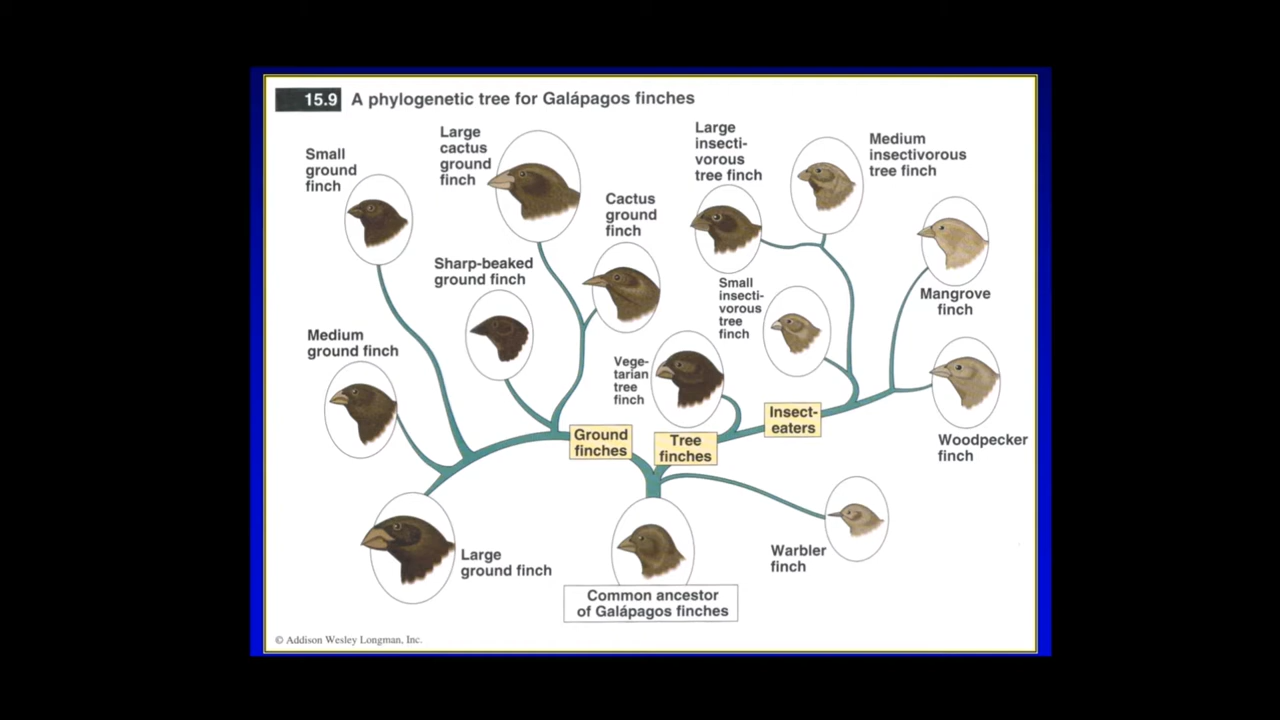 15.9 A phylogenetic tree for Galápagos finches
Small
ground
finch
Large
cactus
ground
finch
Cactus
ground
finch
Large
insecti-
vorous
tree finch
Medium
insectivorous
tree finch
Sharp-beaked
ground finch
Small
insecti-
vorous
tree
finch
Mangrove
finch
Medium
ground finch
Vege-
tarian
tree
finch
Insect-
eaters
Ground
finches
Tree
finches
Woodpecker
finch
Large
ground finch
Warbler
finch
Common ancestor
of Galápagos finches
© Addison Wesley Longman, Inc.